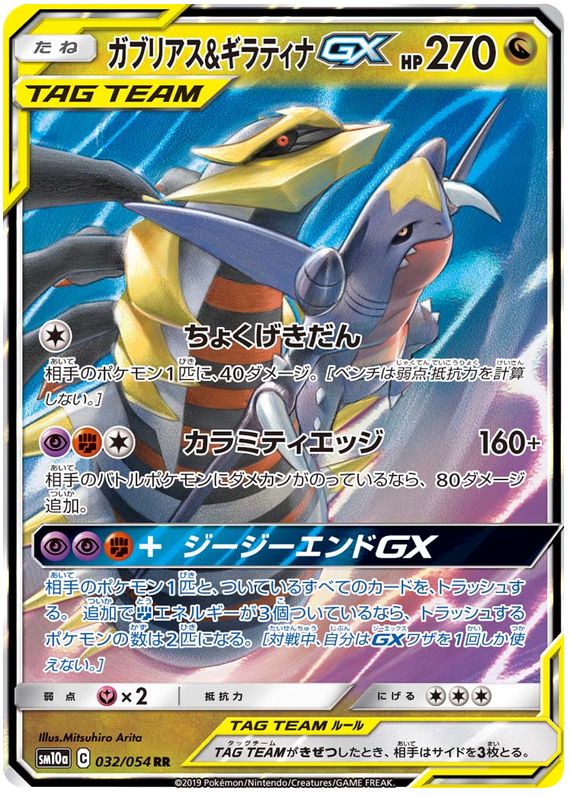 たね ガブリアス&ギラティナGX HP270
TAG TEAM
ちょくげきだん
相手のポケモン1匹に、40ダメージ。[ベンチは弱点・抵抗力を計算
しない。]
カラミティエッジ 160+
相手のバトルポケモンにダメカンがのっているなら、80ダメージ
追加。
+ ジージーエンドGX
相手のポケモン1匹と、ついているすべてのカードを、トラッシュす
る。追加でエネルギーが3個ついているなら、トラッシュする
ポケモンの数は2匹になる。[対戦中、自分はGXワザを1回しか使
えない。]
弱点 ×2 抵抗力 にげる
Illus.Mitsuhiro Arita
TAG TEAM ルール
TAG TEAMがきぜつしたとき、相手はサイドを3枚とる。
sm10a C 032/054 RR
©2019 Pokémon/Nintendo/Creatures/GAME FREAK.